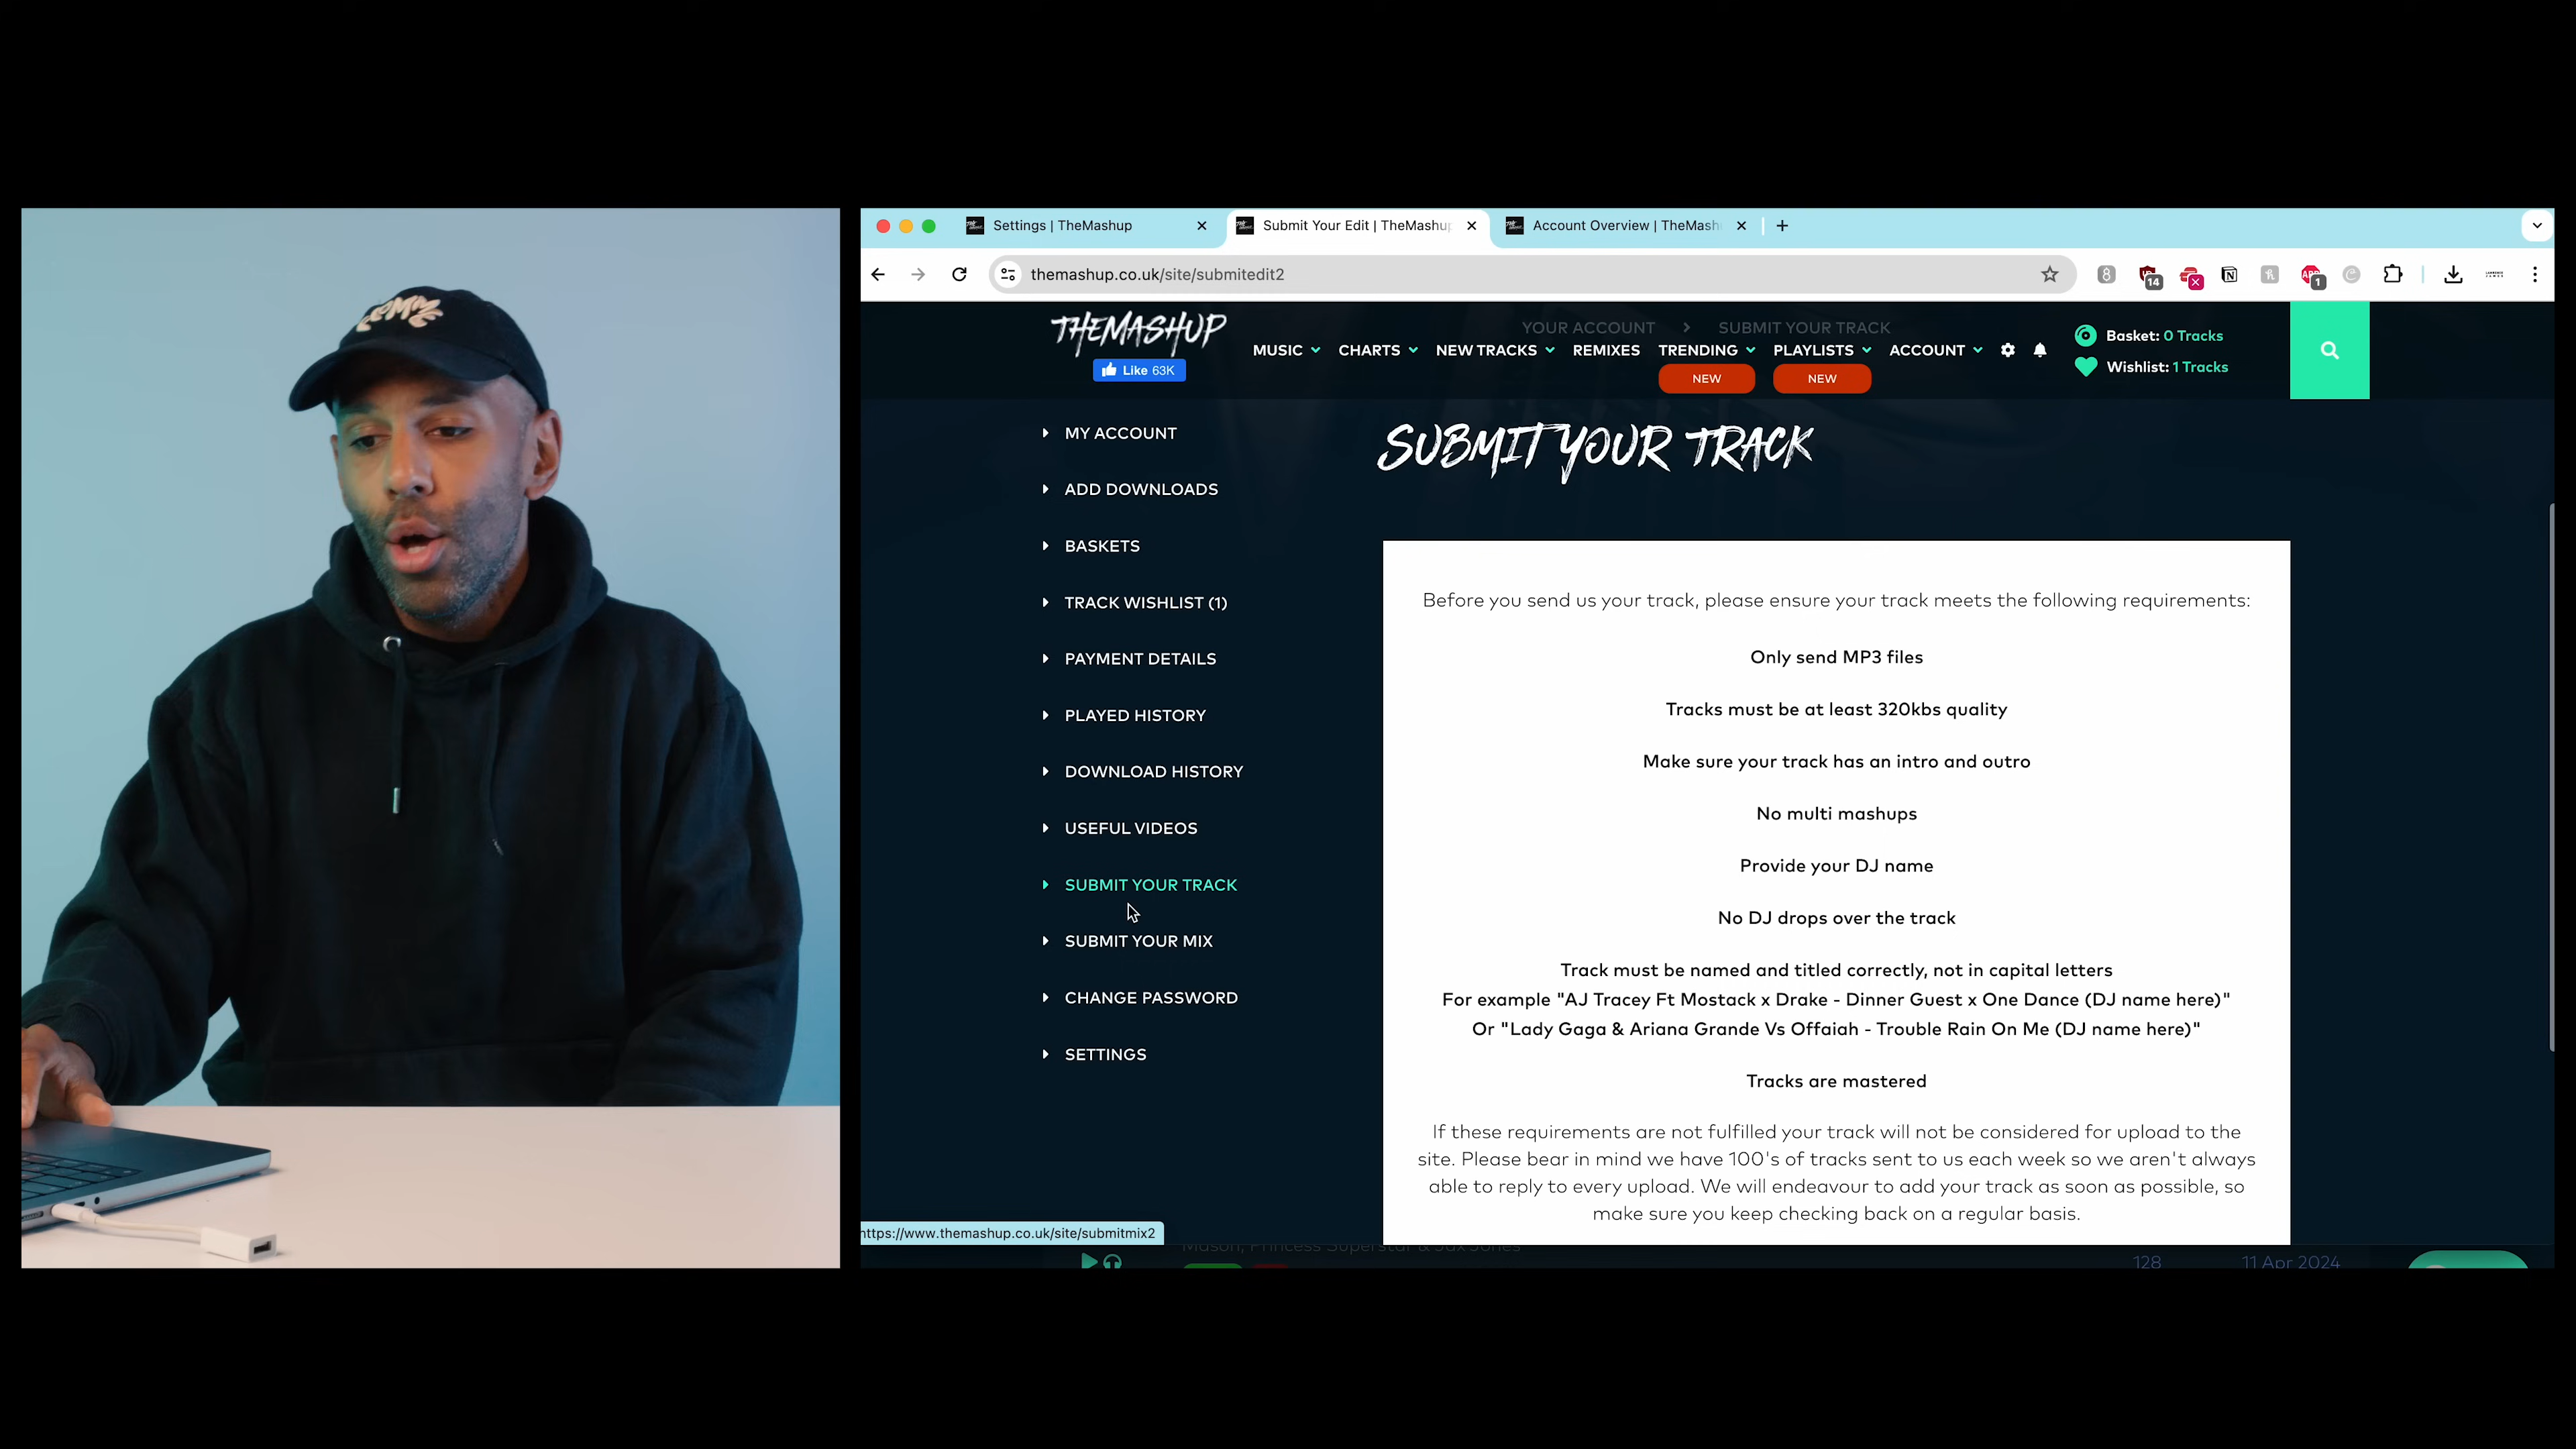 Settings | TheMashup
Submit Your Edit | TheMashup
Account Overview | TheMash
themashup.co.uk/site/submitedit2
14
1
THEMASHUP
Like 63K
YOUR ACCOUNT > SUBMIT YOUR TRACK
MUSIC CHARTS NEW TRACKS REMIXES TRENDING PLAYLISTS ACCOUNT
NEW NEW
Basket: 0 Tracks
Wishlist: 1 Tracks
MY ACCOUNT
ADD DOWNLOADS
BASKETS
TRACK WISHLIST (1)
PAYMENT DETAILS
PLAYED HISTORY
DOWNLOAD HISTORY
USEFUL VIDEOS
SUBMIT YOUR TRACK
SUBMIT YOUR MIX
CHANGE PASSWORD
SETTINGS
SUBMIT YOUR TRACK
Before you send us your track, please ensure your track meets the following requirements:
Only send MP3 files
Tracks must be at least 320kbs quality
Make sure your track has an intro and outro
No multi mashups
Provide your DJ name
No DJ drops over the track
Track must be named and titled correctly, not in capital letters
For example "AJ Tracey Ft Mostack x Drake - Dinner Guest x One Dance (DJ name here)"
Or "Lady Gaga & Ariana Grande Vs Offaiah - Trouble Rain On Me (DJ name here)"
Tracks are mastered
If these requirements are not fulfilled your track will not be considered for upload to the
site. Please bear in mind we have 100's of tracks sent to us each week so we aren't always
able to reply to every upload. We will endeavour to add your track as soon as possible, so
make sure you keep checking back on a regular basis.
https://www.themashup.co.uk/site/submitmix2
Mason, Princess Superstar & Jax Jones
128
11 Apr 2024